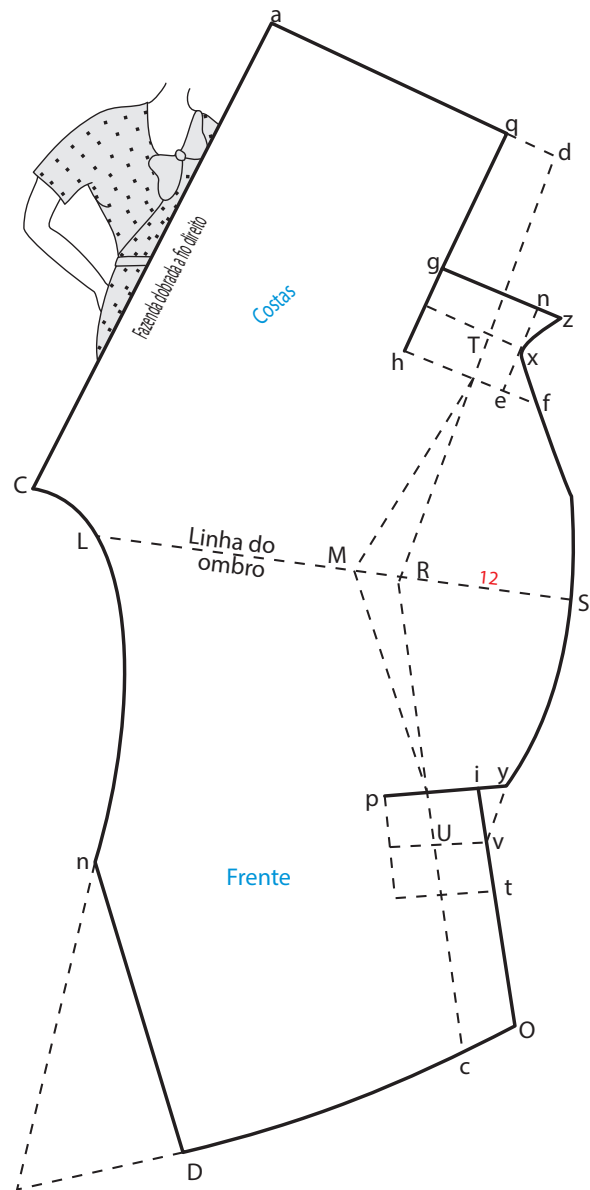 a
q
d
Fazenda dobrada a fio direito
Costas
g
n
z
T
x
h
e
f
C
L
Linha do
ombro
M
R
12
S
i
y
p
U
v
n
Frente
t
O
c
D